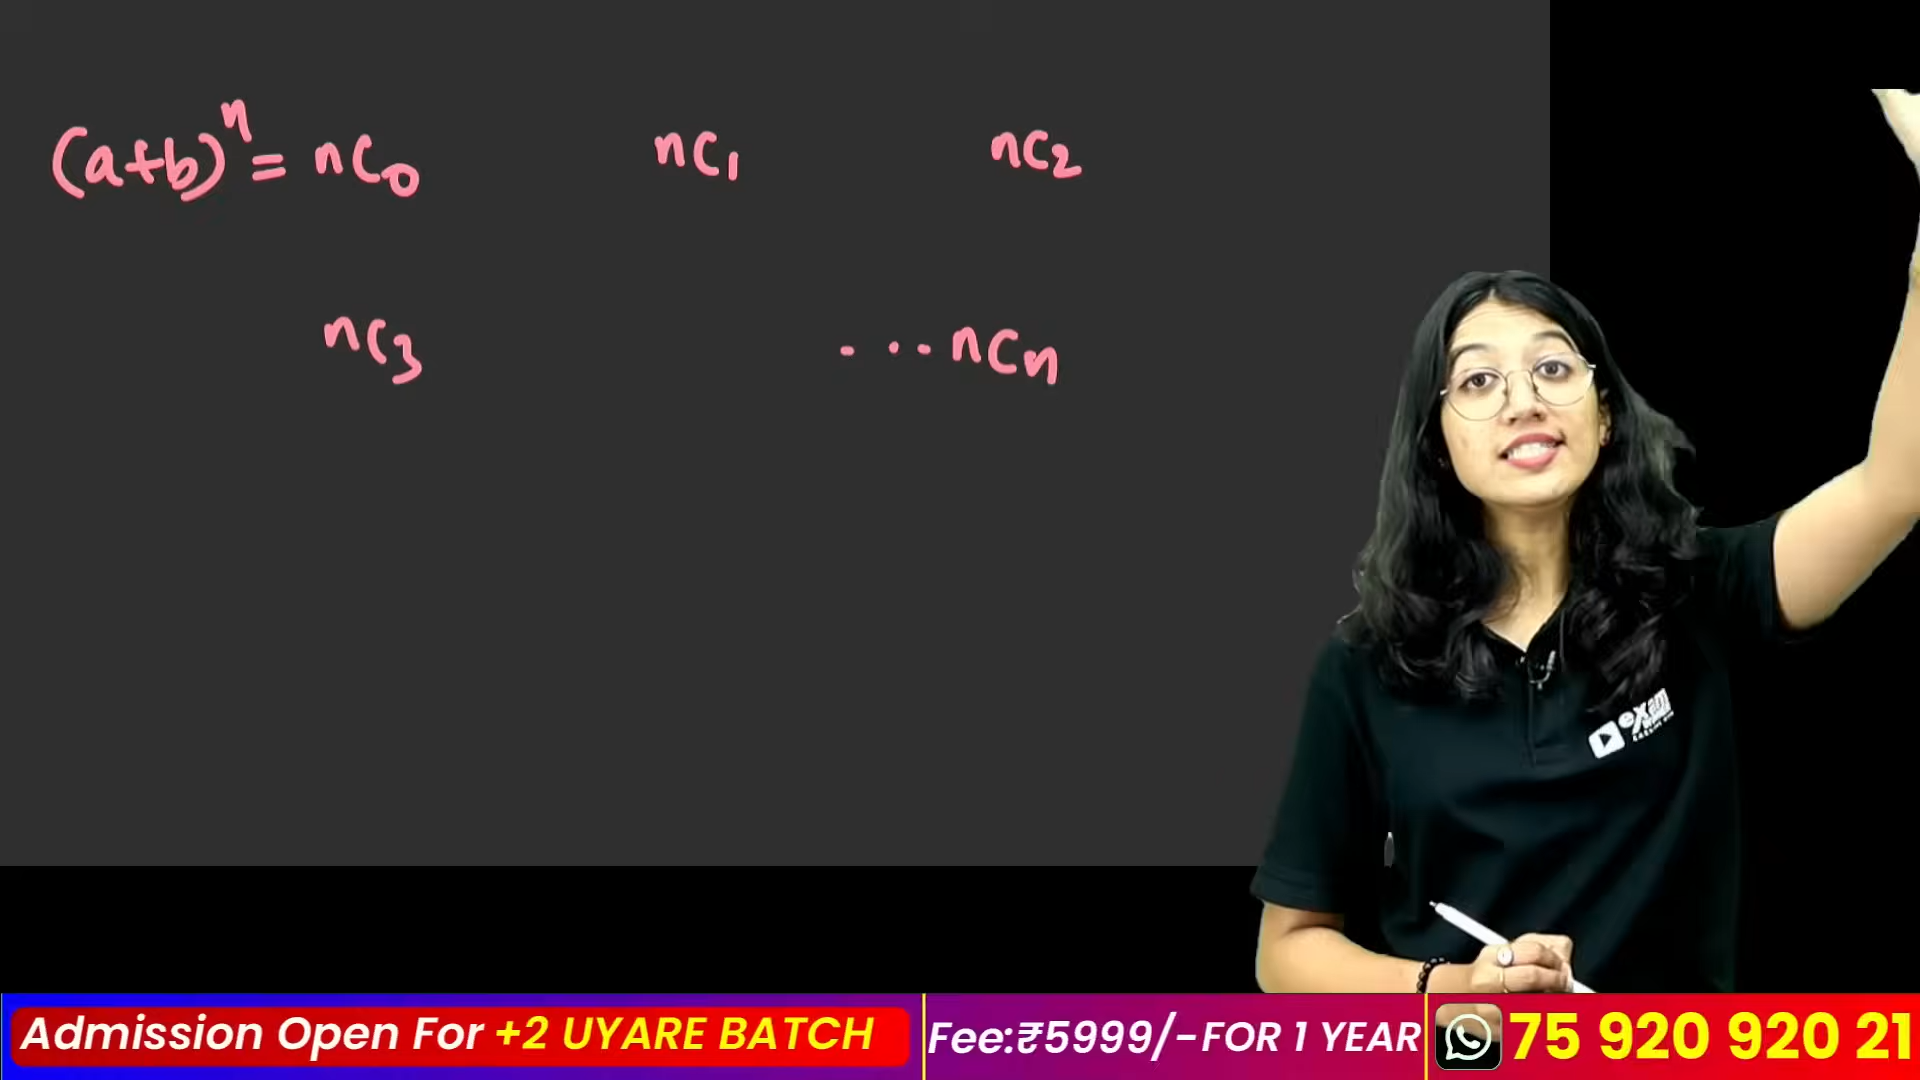 (a+b)ⁿ = nC₀ nC₁ nC₂
nC₃ ... nCₙ
exam
Admission Open For +2 UYARE BATCH
Fee:₹5999/-FOR 1 YEAR
75 920 920 21